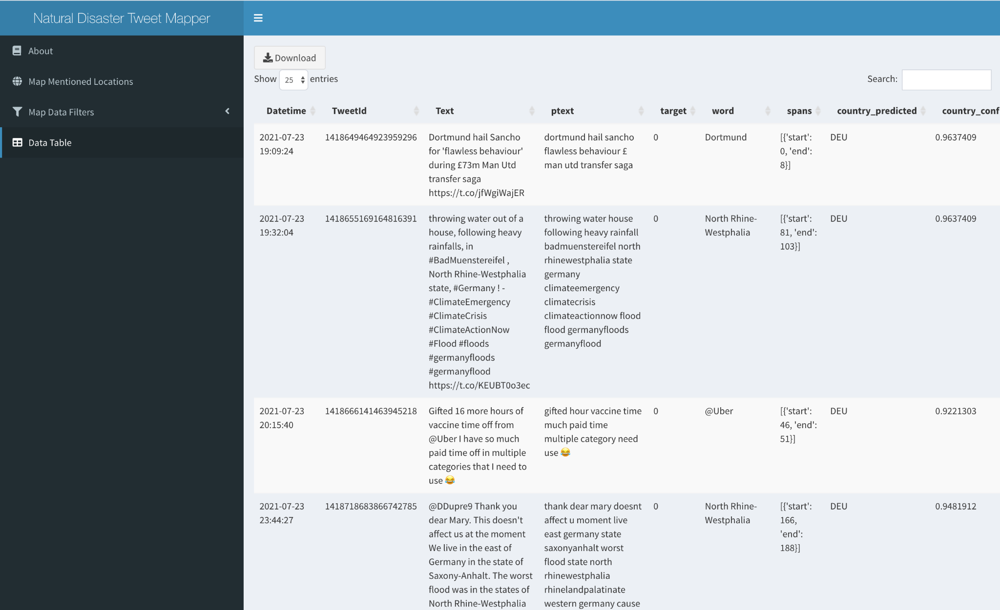 Natural Disaster Tweet Mapper
About
Map Mentioned Locations
Map Data Filters
Data Table
Download
Show 25 entries
Search:
Datetime TweetId Text ptext target word spans country_predicted country_conf
2021-07-23 1418649464923959296 Dortmund hail Sancho dortmund hail sancho 0 Dortmund [{'start': DEU 0.9637409
19:09:24 for 'flawless behaviour' flawless behaviour £ 0, 'end':
during £73m Man Utd man utd transfer saga 8}]
transfer saga
https://t.co/jfWgiWajER
2021-07-23 1418655169164816391 throwing water out of a throwing water house 0 North Rhine- [{'start': DEU 0.9637409
19:32:04 house, following heavy following heavy rainfall Westphalia 81, 'end':
rainfalls, in badmuenstereifel north 103}]
#BadMuenstereifel , rhinewestphalia state
North Rhine-Westphalia germany
state, #Germany ! - climateemergency
#ClimateEmergency climatecrisis
#ClimateCrisis climateactionnow flood
#ClimateActionNow flood germanyfloods
#Flood #floods germanyflood
#germanyfloods
#germanyflood
https://t.co/KEUBT0o3ec
2021-07-23 1418666141463945218 Gifted 16 more hours of gifted hour vaccine time 0 @Uber [{'start': DEU 0.9221303
20:15:40 vaccine time off from much paid time 46, 'end':
@Uber I have so much multiple category need 51}]
paid time off in multiple use 😂
categories that I need to
use 😂
2021-07-23 1418718683866742785 @DDupre9 Thank you thank dear mary doesnt 0 North Rhine- [{'start': DEU 0.9481912
23:44:27 dear Mary. This doesn't affect u moment live Westphalia 166,
affect us at the moment east germany state 'end':
We live in the east of saxonyanhalt worst 188}]
Germany in the state of flood state north
Saxony-Anhalt. The worst rhinewestphalia
flood was in the states of rhinelandpalatinate
North Rhine-Westphalia western germany cause